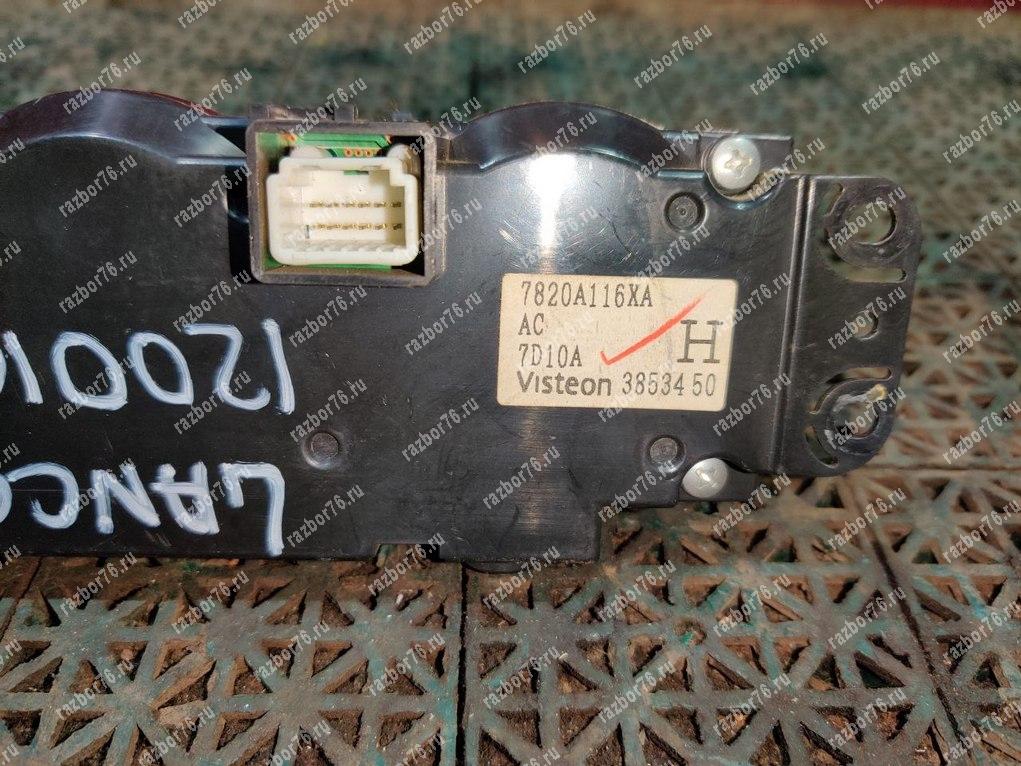 7820A116XA
AC
7D10A
H
Visteon 38534 50
razbor76.ru